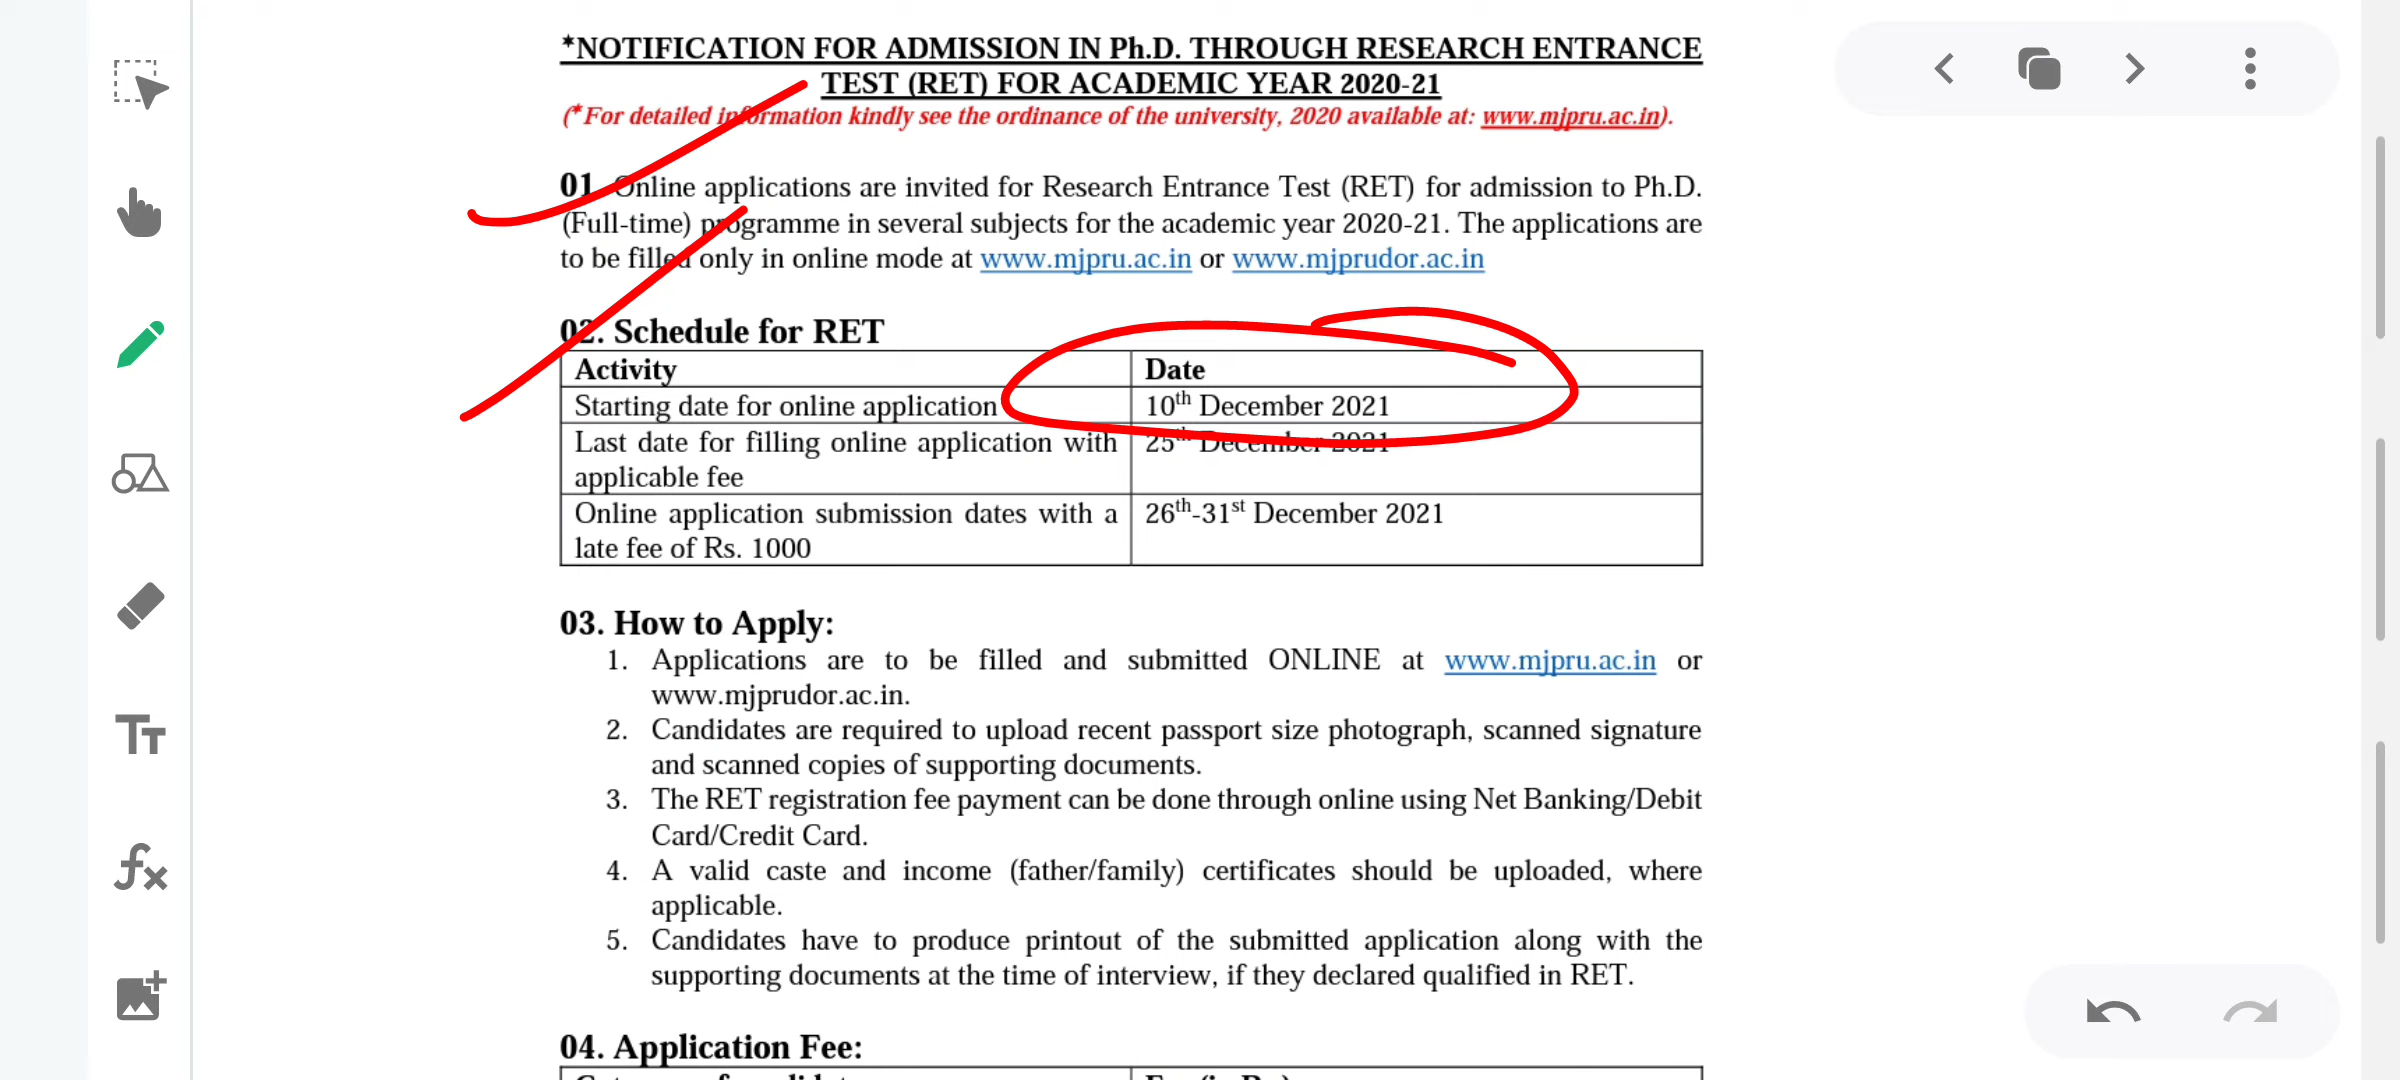 *NOTIFICATION FOR ADMISSION IN Ph.D. THROUGH RESEARCH ENTRANCE
TEST (RET) FOR ACADEMIC YEAR 2020-21
(*For detailed information kindly see the ordinance of the university, 2020 available at: www.mjpru.ac.in).
01. Online applications are invited for Research Entrance Test (RET) for admission to Ph.D.
(Full-time) programme in several subjects for the academic year 2020-21. The applications are
to be filled only in online mode at www.mjpru.ac.in or www.mjprudor.ac.in
02. Schedule for RET
Activity Date
Starting date for online application 10th December 2021
Last date for filling online application with 25th December 2021
applicable fee
Online application submission dates with a 26th-31st December 2021
late fee of Rs. 1000
03. How to Apply:
1. Applications are to be filled and submitted ONLINE at www.mjpru.ac.in or
www.mjprudor.ac.in.
2. Candidates are required to upload recent passport size photograph, scanned signature
and scanned copies of supporting documents.
3. The RET registration fee payment can be done through online using Net Banking/Debit
Card/Credit Card.
4. A valid caste and income (father/family) certificates should be uploaded, where
applicable.
5. Candidates have to produce printout of the submitted application along with the
supporting documents at the time of interview, if they declared qualified in RET.
04. Application Fee: